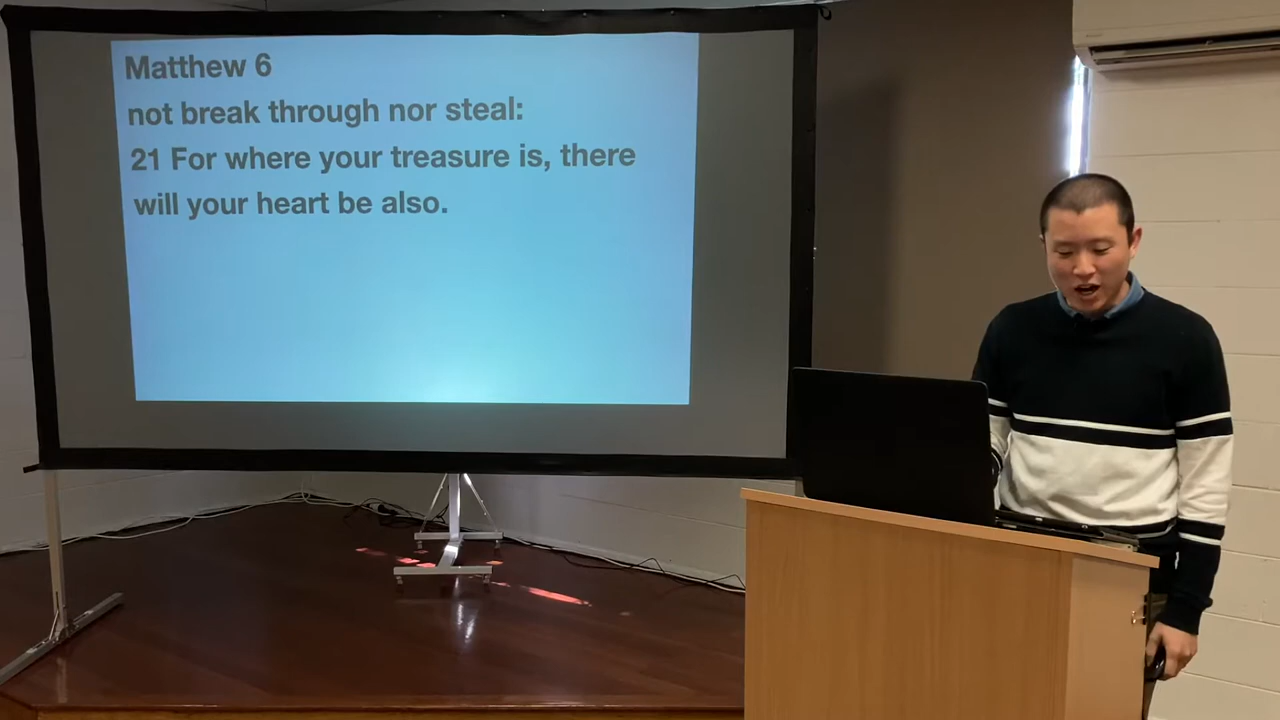 Matthew 6
not break through nor steal:
21 For where your treasure is, there
will your heart be also.